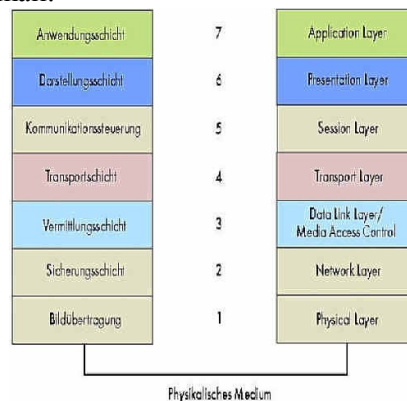 Anwendungsschicht 7 Application Layer
Darstellungsschicht 6 Presentation Layer
Kommunikationssteuerung 5 Session Layer
Transportschicht 4 Transport Layer
Vermittlungsschicht 3 Data Link Layer/
Media Access Control
Sicherungsschicht 2 Network Layer
Bildübertragung 1 Physical Layer
Physikalisches Medium